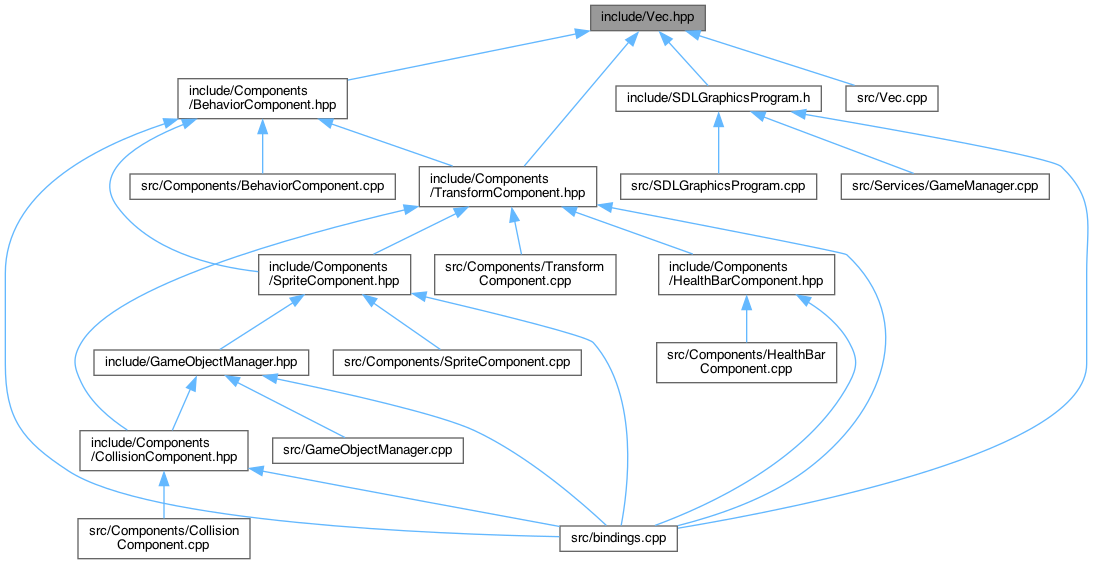 include/Vec.hpp
include/Components
/BehaviorComponent.hpp
include/SDLGraphicsProgram.h
src/Vec.cpp
src/Components/BehaviorComponent.cpp
include/Components
/TransformComponent.hpp
src/SDLGraphicsProgram.cpp
src/Services/GameManager.cpp
include/Components
/SpriteComponent.hpp
src/Components/Transform
Component.cpp
include/Components
/HealthBarComponent.hpp
include/GameObjectManager.hpp
src/Components/SpriteComponent.cpp
src/Components/HealthBar
Component.cpp
include/Components
/CollisionComponent.hpp
src/GameObjectManager.cpp
src/Components/Collision
Component.cpp
src/bindings.cpp